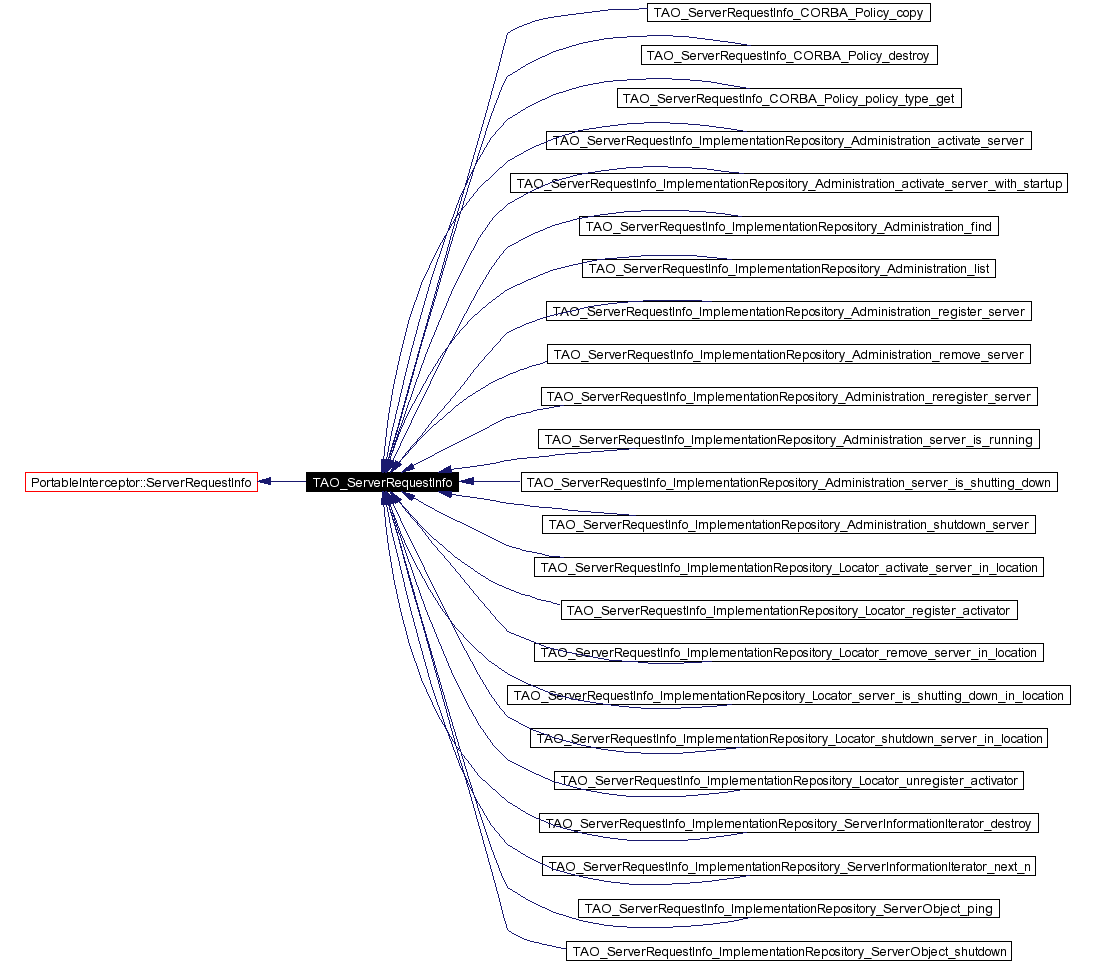 TAO_ServerRequestInfo_CORBA_Policy_copy
TAO_ServerRequestInfo_CORBA_Policy_destroy
TAO_ServerRequestInfo_CORBA_Policy_policy_type_get
TAO_ServerRequestInfo_ImplementationRepository_Administration_activate_server
TAO_ServerRequestInfo_ImplementationRepository_Administration_activate_server_with_startup
TAO_ServerRequestInfo_ImplementationRepository_Administration_find
TAO_ServerRequestInfo_ImplementationRepository_Administration_list
TAO_ServerRequestInfo_ImplementationRepository_Administration_register_server
TAO_ServerRequestInfo_ImplementationRepository_Administration_remove_server
TAO_ServerRequestInfo_ImplementationRepository_Administration_reregister_server
TAO_ServerRequestInfo_ImplementationRepository_Administration_server_is_running
PortableInterceptor::ServerRequestInfo
TAO_ServerRequestInfo
TAO_ServerRequestInfo_ImplementationRepository_Administration_server_is_shutting_down
TAO_ServerRequestInfo_ImplementationRepository_Administration_shutdown_server
TAO_ServerRequestInfo_ImplementationRepository_Locator_activate_server_in_location
TAO_ServerRequestInfo_ImplementationRepository_Locator_register_activator
TAO_ServerRequestInfo_ImplementationRepository_Locator_remove_server_in_location
TAO_ServerRequestInfo_ImplementationRepository_Locator_server_is_shutting_down_in_location
TAO_ServerRequestInfo_ImplementationRepository_Locator_shutdown_server_in_location
TAO_ServerRequestInfo_ImplementationRepository_Locator_unregister_activator
TAO_ServerRequestInfo_ImplementationRepository_ServerInformationIterator_destroy
TAO_ServerRequestInfo_ImplementationRepository_ServerInformationIterator_next_n
TAO_ServerRequestInfo_ImplementationRepository_ServerObject_ping
TAO_ServerRequestInfo_ImplementationRepository_ServerObject_shutdown